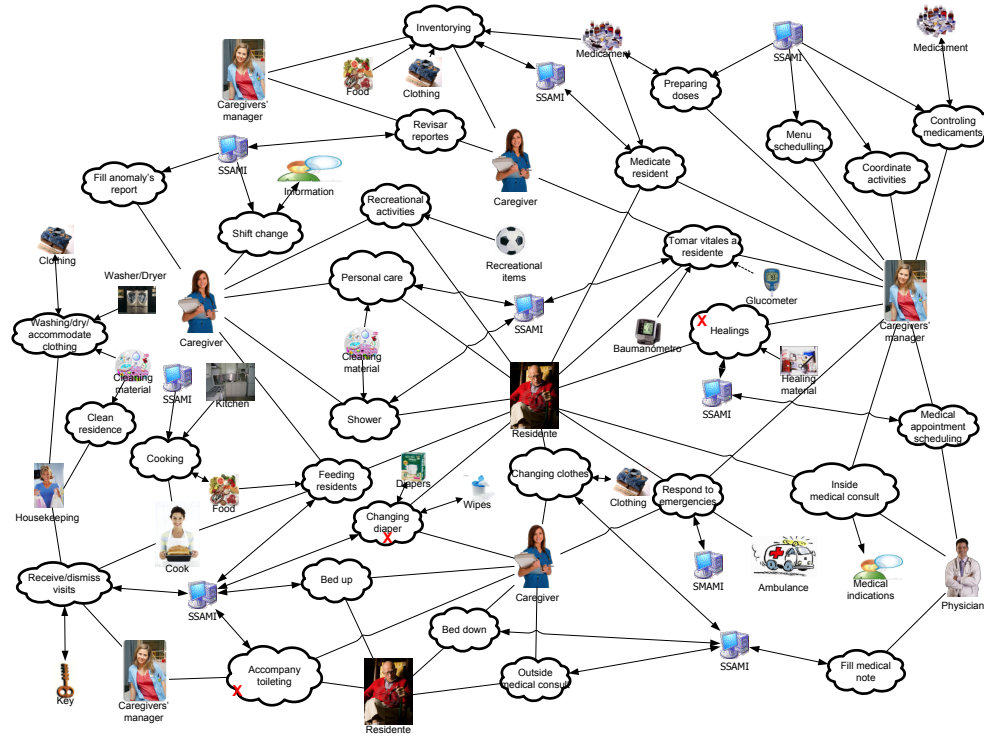 Inventorying
Medicament
SSAMI
Medicament
Caregivers'
manager
Food
Clothing
SSAMI
Preparing
doses
Controling
medicaments
Revisar
reportes
Menu
schedulling
SSAMI
Fill anomaly's
report
Information
Caregiver
Medicate
resident
Coordinate
activities
Recreational
activities
Shift change
Clothing
Recreational
items
Tomar vitales a
residente
Personal care
Washer/Dryer
Glucometer
SSAMI
Caregivers'
manager
Washing/dry/
accommodate
clothing
Caregiver
X
Healings
Baumanómetro
Cleaning
material
Cleaning
material
SSAMI
Kitchen
Healing
material
SSAMI
Clean
residence
Shower
Residente
Medical
appointment
scheduling
Cooking
Feeding
residents
Diapers
Changing clothes
Inside
medical consult
Housekeeping
Food
Wipes
Clothing
Respond to
emergencies
Changing
diaper
X
Cook
Receive/dismiss
visits
Bed up
Caregiver
SMAMI
Ambulance
Medical
indications
Physician
SSAMI
Bed down
SSAMI
Key
Caregivers'
manager
Accompany
toileting
X
Outside
medical consult
Fill medical
note
Residente